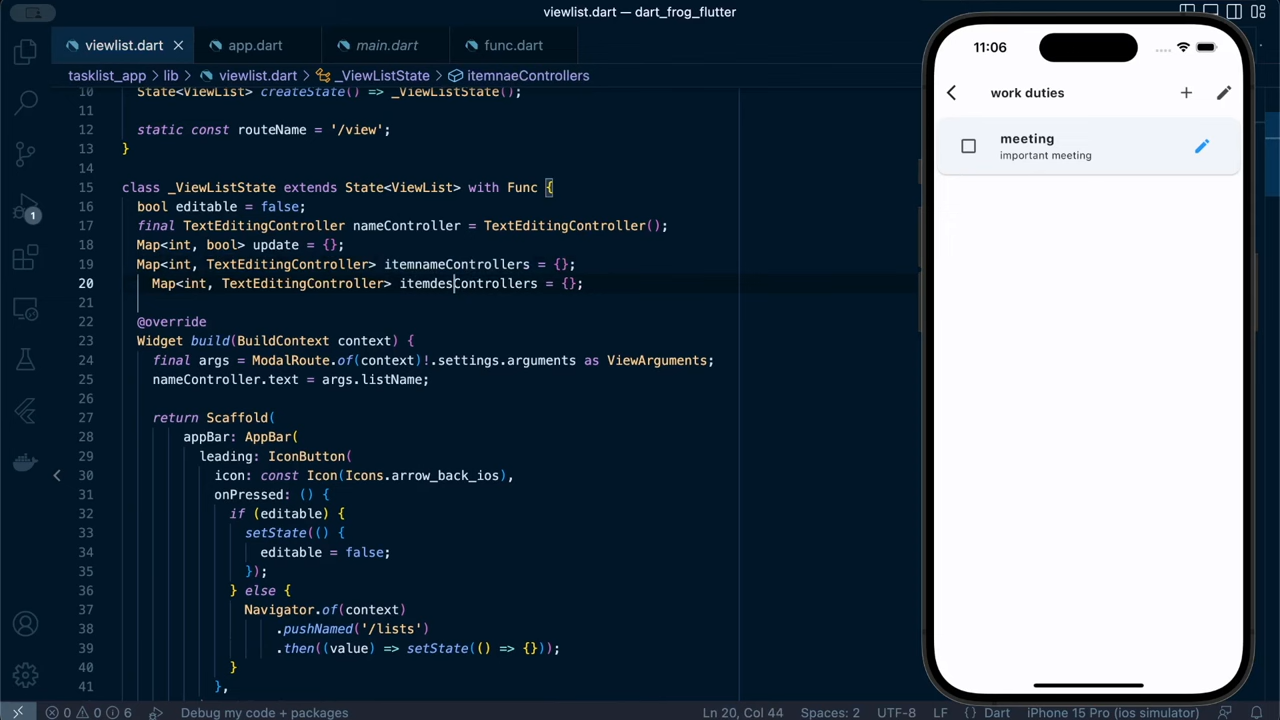 viewlist.dart — dart_frog_flutter
viewlist.dart
app.dart
main.dart
func.dart
tasklist_app > lib > viewlist.dart > _ViewListState > itemnaeControllers
10 State<ViewList> createState() => _ViewListState();
11
12 static const routeName = '/view';
13 }
14
15 class _ViewListState extends State<ViewList> with Func {
16 bool editable = false;
17 final TextEditingController nameController = TextEditingController();
18 Map<int, bool> update = {};
19 Map<int, TextEditingController> itemnameControllers = {};
20 Map<int, TextEditingController> itemdesControllers = {};
21
22 @override
23 Widget build(BuildContext context) {
24 final args = ModalRoute.of(context)!.settings.arguments as ViewArguments;
25 nameController.text = args.listName;
26
27 return Scaffold(
28 appBar: AppBar(
29 leading: IconButton(
30 icon: const Icon(Icons.arrow_back_ios),
31 onPressed: () {
32 if (editable) {
33 setState(() {
34 editable = false;
35 });
36 } else {
37 Navigator.of(context)
38 .pushNamed('/lists')
39 .then((value) => setState(() => {}));
40 }
41 },
1
11:06
work duties
meeting
important meeting
0 0 6 Debug my code + packages
Ln 20, Col 44 Spaces: 2 UTF-8 LF {} Dart iPhone 15 Pro (ios simulator)